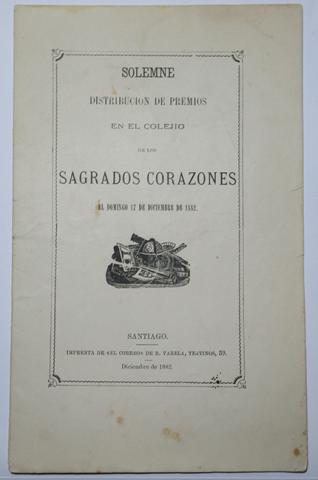 SOLEMNE
DISTRIBUCION DE PREMIOS
EN EL COLEJIO
DE LOS
SAGRADOS CORAZONES
EL DOMINGO 17 DE DICIEMBRE DE 1882.
SANTIAGO.
IMPRENTA DE «EL CORREO» DE R. VARELA, TEATINOS, 39.
Diciembre de 1882.